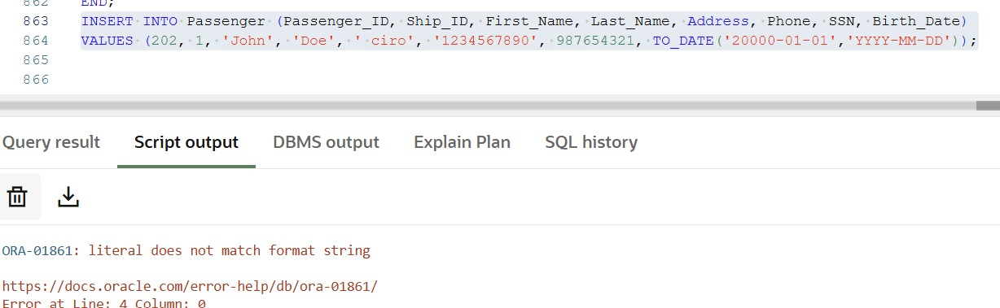 862 END;
863 INSERT INTO Passenger (Passenger_ID, Ship_ID, First_Name, Last_Name, Address, Phone, SSN, Birth_Date)
864 VALUES (202, 1, 'John', 'Doe', ' ciro', '1234567890', 987654321, TO_DATE('20000-01-01','YYYY-MM-DD'));
865
866
Query result Script output DBMS output Explain Plan SQL history
ORA-01861: literal does not match format string
https://docs.oracle.com/error-help/db/ora-01861/
Error at Line: 4 Column: 0